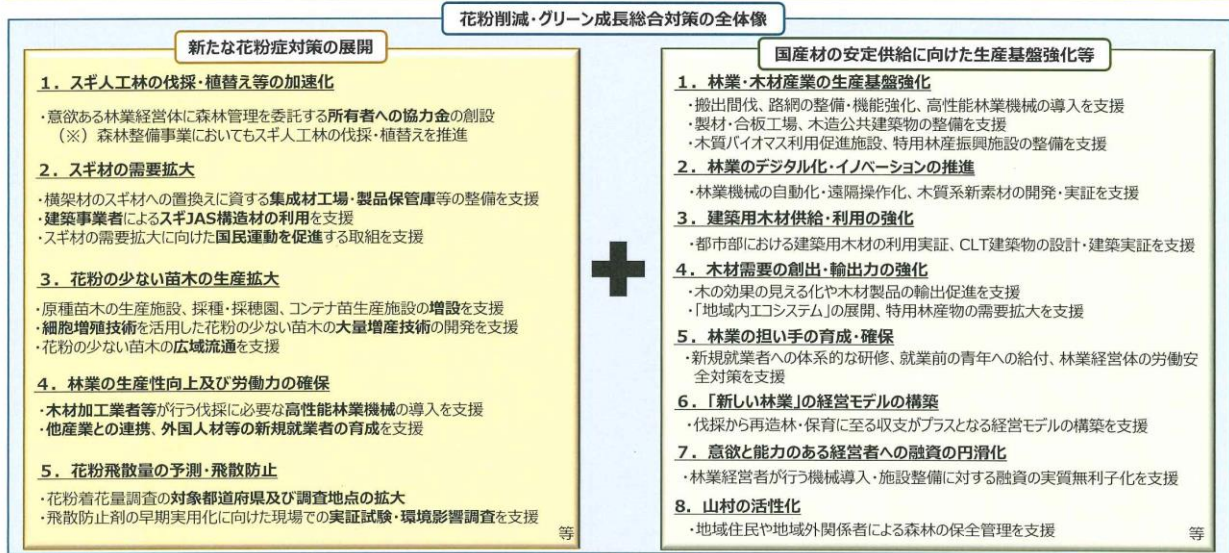 花粉削減・グリーン成長総合対策の全体像
新たな花粉症対策の展開
1．スギ人工林の伐採・植替え等の加速化
・意欲ある林業経営体に森林管理を委託する所有者への協力金の創設
（※）森林整備事業においてもスギ人工林の伐採・植替えを推進
2．スギ材の需要拡大
・横架材のスギ材への置換えに資する集成材工場・製品保管庫等の整備を支援
・建築事業者によるスギJAS構造材の利用を支援
・スギ材の需要拡大に向けた国民運動を促進する取組を支援
3．花粉の少ない苗木の生産拡大
・原種苗木の生産施設、採種・採穂園、コンテナ苗生産施設の増設を支援
・細胞増殖技術を活用した花粉の少ない苗木の大量増産技術の開発を支援
・花粉の少ない苗木の広域流通を支援
4．林業の生産性向上及び労働力の確保
・木材加工業者等が行う伐採に必要な高性能林業機械の導入を支援
・他産業との連携、外国人材等の新規就業者の育成を支援
5．花粉飛散量の予測・飛散防止
・花粉着花量調査の対象都道府県及び調査地点の拡大
・飛散防止剤の早期実用化に向けた現場での実証試験・環境影響調査を支援
等
国産材の安定供給に向けた生産基盤強化等
1．林業・木材産業の生産基盤強化
・搬出間伐、路網の整備・機能強化、高性能林業機械の導入を支援
・製材・合板工場、木造公共建築物の整備を支援
・木質バイオマス利用促進施設、特用林産振興施設の整備を支援
2．林業のデジタル化・イノベーションの推進
・林業機械の自動化・遠隔操作化、木質系新素材の開発・実証を支援
3．建築用木材供給・利用の強化
・都市部における建築用木材の利用実証、CLT建築物の設計・建築実証を支援
4．木材需要の創出・輸出力の強化
・木の効果の見える化や木材製品の輸出促進を支援
・「地域内エコシステム」の展開、特用林産物の需要拡大を支援
5．林業の担い手の育成・確保
・新規就業者への体系的な研修、就業前の青年への給付、林業経営体の労働安
全対策を支援
6．「新しい林業」の経営モデルの構築
・伐採から再造林・保育に至る収支がプラスとなる経営モデルの構築を支援
7．意欲と能力のある経営者への融資の円滑化
・林業経営者が行う機械導入・施設整備に対する融資の実質無利子化を支援
8．山村の活性化
・地域住民や地域外関係者による森林の保全管理を支援
等